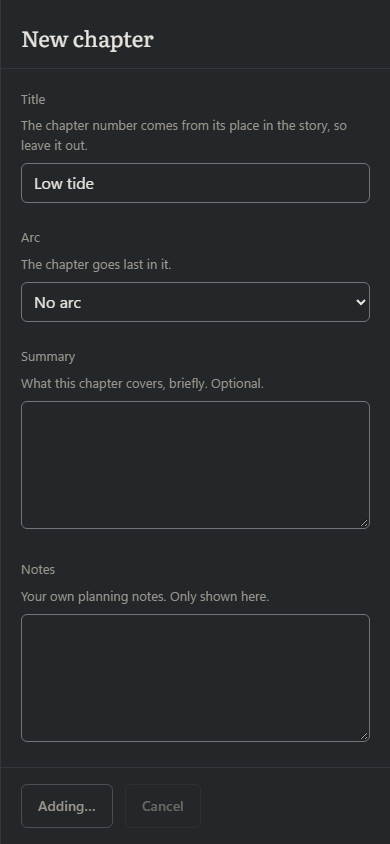 New chapter
Title
The chapter number comes from its place in the story, so
leave it out.
Low tide
Arc
The chapter goes last in it.
No arc
Summary
What this chapter covers, briefly. Optional.
Notes
Your own planning notes. Only shown here.
Adding...
Cancel